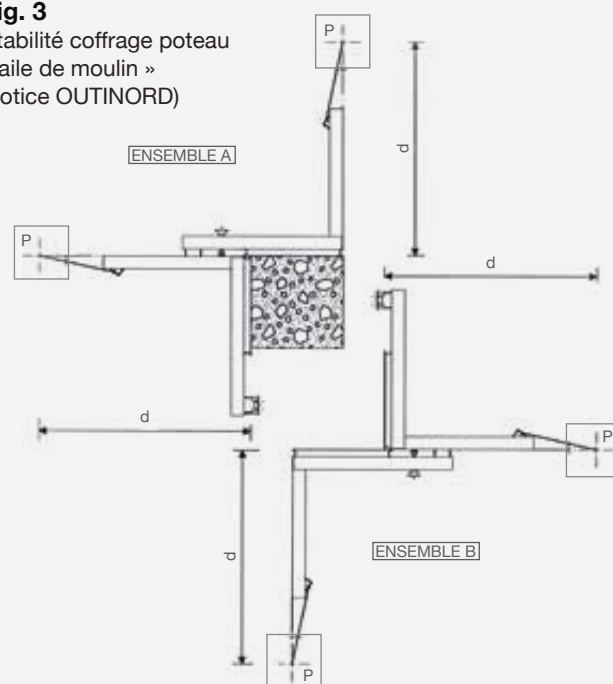 ig. 3
tabilité coffrage poteau
aile de moulin »
otice OUTINORD)
P
ENSEMBLE A
d
P
d
d
P
d
ENSEMBLE B
P